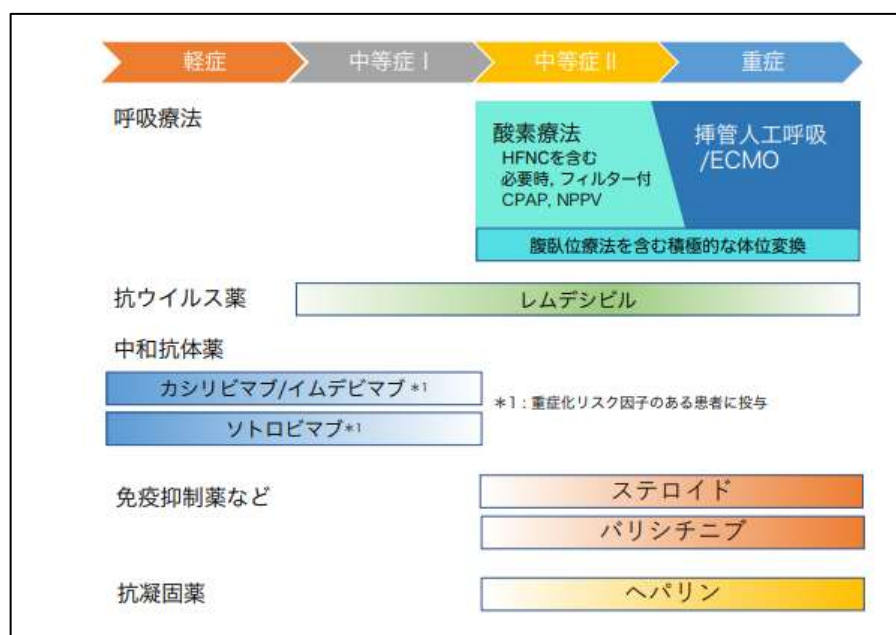 軽症
中等症Ⅰ
中等症Ⅱ
重症
呼吸療法
酸素療法
HFNCを含む
必要時, フィルター付
CPAP, NPPV
挿管人工呼吸
/ECMO
腹臥位療法を含む積極的な体位変換
抗ウイルス薬
レムデシビル
中和抗体薬
カシリビマブ/イムデビマブ *1
ソトロビマブ*1
*1 : 重症化リスク因子のある患者に投与
免疫抑制薬など
ステロイド
バリシチニブ
抗凝固薬
ヘパリン